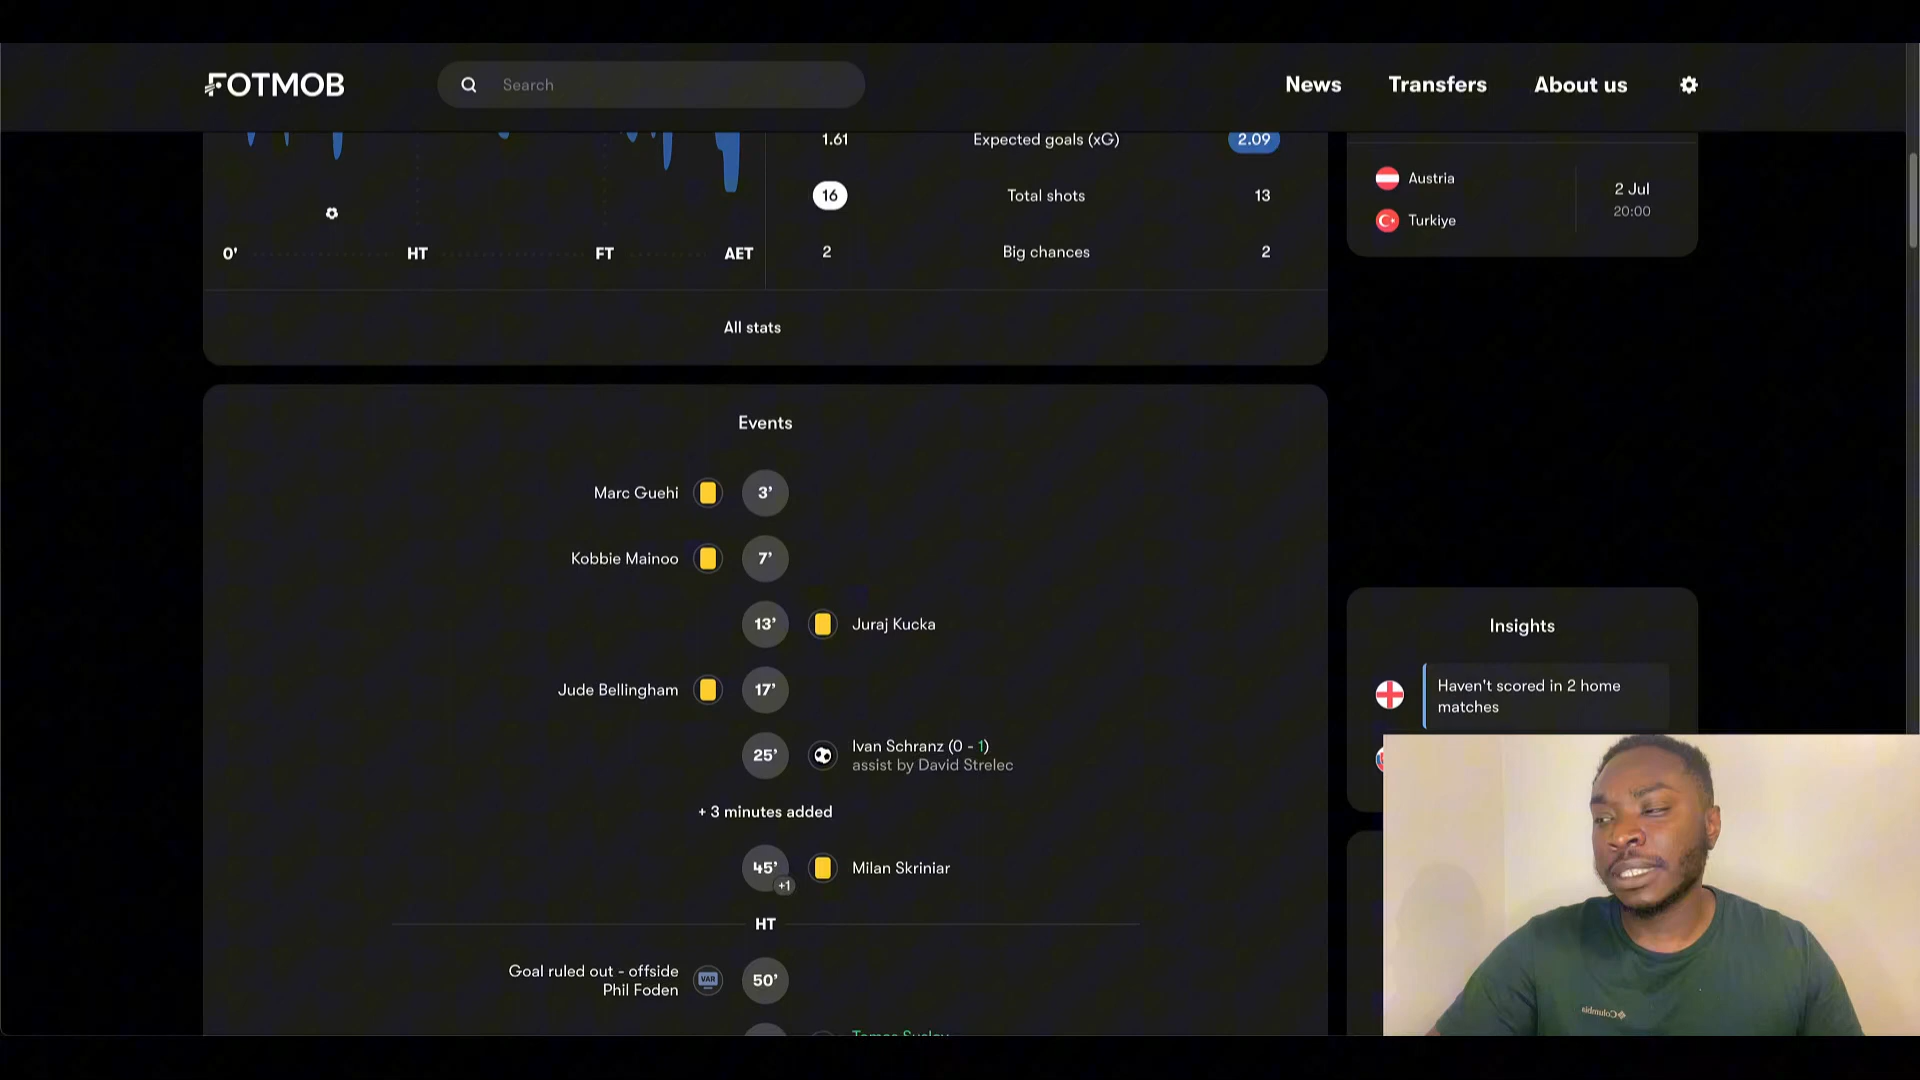 FOTMOB
Search
News
Transfers
About us
1.61 Expected goals (xG) 2.09
16 Total shots 13
2 Big chances 2
0' HT FT AET
All stats
Austria
Turkiye
2 Jul
20:00
Events
Marc Guehi 3'
Kobbie Mainoo 7'
13' Juraj Kucka
Jude Bellingham 17'
25' Ivan Schranz (0 - 1)
assist by David Strelec
+ 3 minutes added
45' +1 Milan Skriniar
HT
Goal ruled out - offside
Phil Foden
VAR
50'
Insights
Haven't scored in 2 home
matches
Columbia